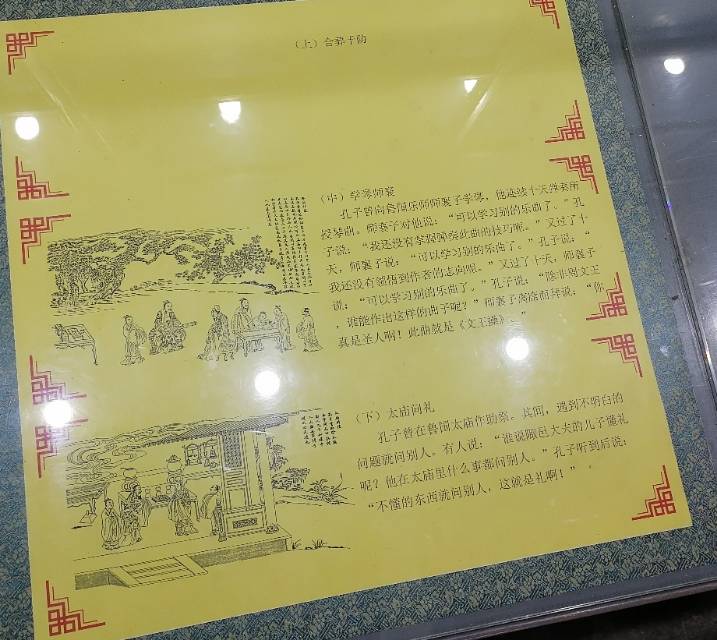 （上）合葬于防
（中）学琴师襄
孔子曾向鲁国乐师师襄子学琴，他连续十天弹奏所
授琴曲。师襄子对他说：“可以学习别的乐曲了。”孔
子说：“我还没有掌握弹奏此曲的技巧呢。”又过了十
天，师襄子说：“可以学习别的乐曲了。”孔子说：“
我还没有领悟到作者的志向呢。”又过了十天，师襄子
说：“可以学习别的乐曲了。”孔子说：“除非周文王
，谁能作出这样的曲子呢？”师襄子离席而拜说：“你
真是圣人啊！此曲就是《文王操》。”
（下）太庙问礼
孔子曾在鲁国太庙作助祭。其间，遇到不明白的
问题就问别人。有人说：“谁说陬邑大夫的儿子懂礼
呢？他在太庙里什么事都问别人。”孔子听到后说：
“不懂的东西就问别人，这就是礼啊！”